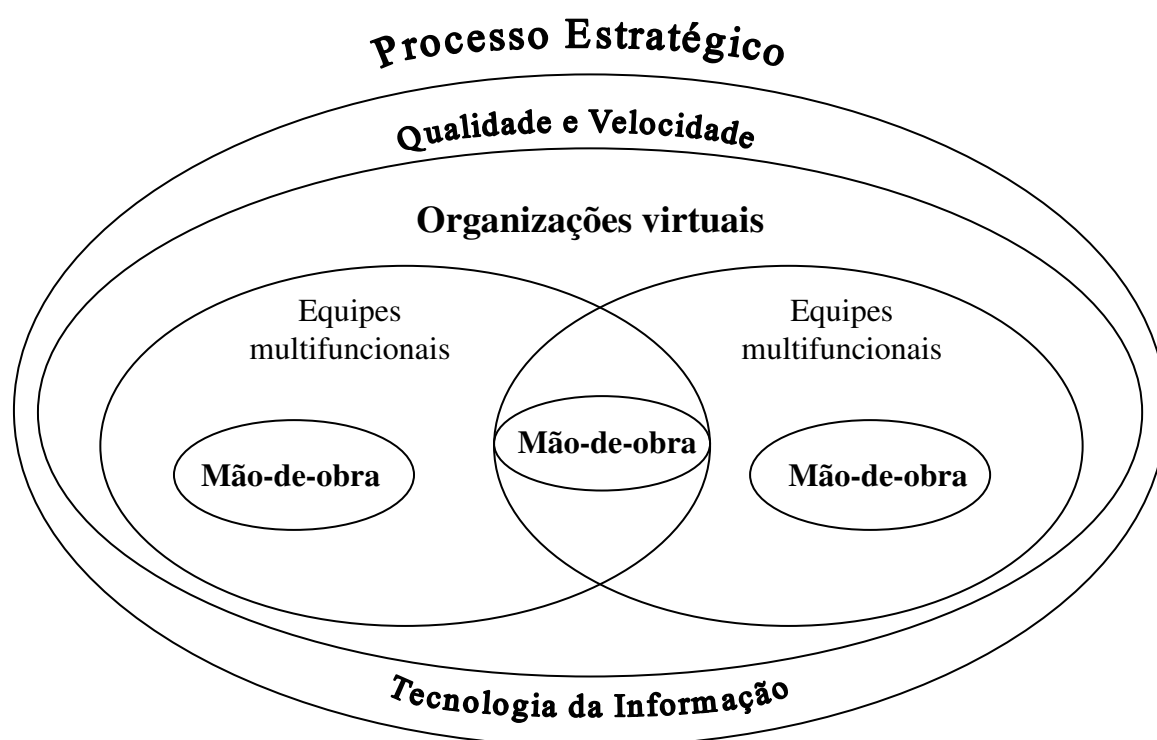 Processo Estratégico
Qualidade e Velocidade
Organizações virtuais
Equipes
multifuncionais
Equipes
multifuncionais
Mão-de-obra
Mão-de-obra
Mão-de-obra
Tecnologia da Informação